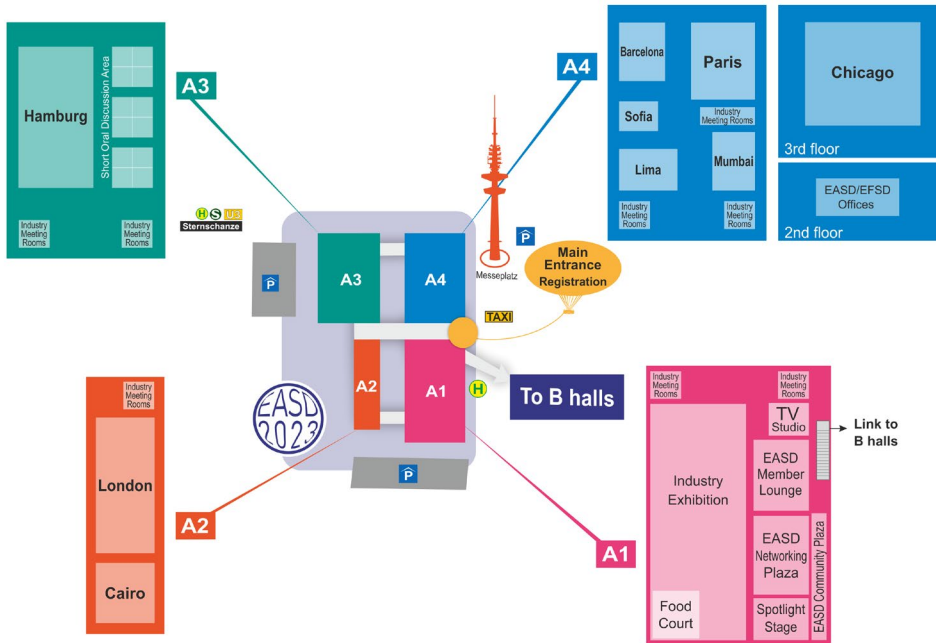 Hamburg
Short Oral Discussion Area
Industry
Meeting
Rooms
Industry
Meeting
Rooms
A3
H S U3
Sternschanze
P
A4
Barcelona
Paris
Sofia
Industry
Meeting Rooms
Lima
Mumbai
Industry
Meeting
Rooms
Industry
Meeting
Rooms
Chicago
3rd floor
EASD/EFSD
Offices
2nd floor
P
Messeplatz
Main
Entrance
Registration
TAXI
A3
A4
A2
A1
H
To B halls
EASD
2023
P
Industry
Meeting
Rooms
London
Cairo
A2
A1
Industry
Meeting
Rooms
Industry
Meeting
Rooms
TV
Studio
Link to
B halls
EASD
Member
Lounge
Industry
Exhibition
EASD
Networking
Plaza
EASD Community Plaza
Food
Court
Spotlight
Stage